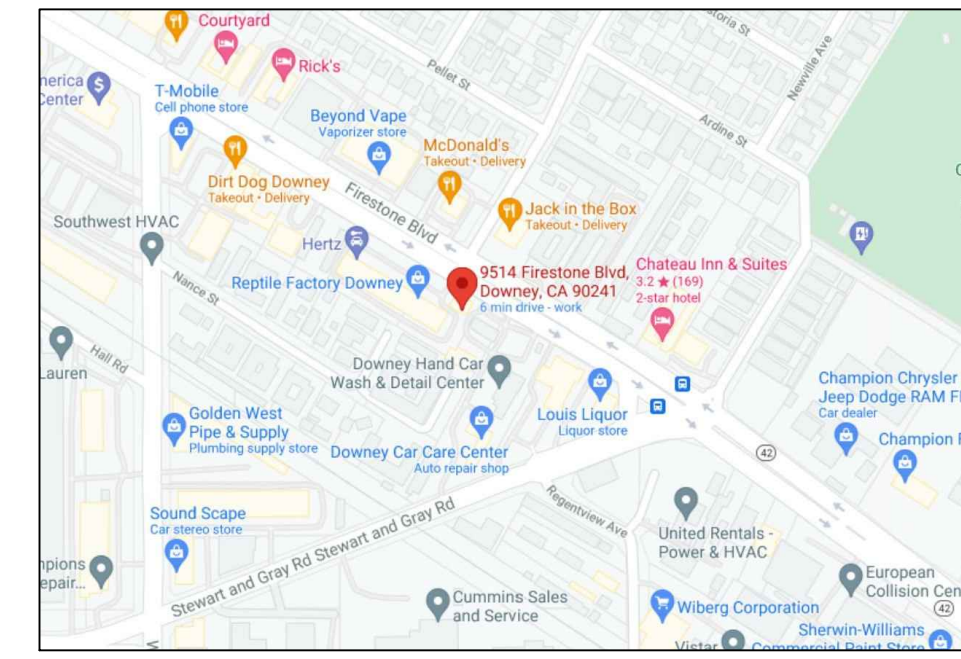 Courtyard
Rick's
T-Mobile
Cell phone store
Beyond Vape
Vaporizer store
McDonald's
Takeout • Delivery
Dirt Dog Downey
Takeout • Delivery
Jack in the Box
Takeout • Delivery
Pellet St
Ardine St
Newville Ave
Firestone Blvd
Southwest HVAC
Hertz
Nance St
Reptile Factory Downey
9514 Firestone Blvd,
Downey, CA 90241
6 min drive - work
Chateau Inn & Suites
3.2 ★ (169)
2-star hotel
Hall Rd
Lauren
Downey Hand Car
Wash & Detail Center
Golden West
Pipe & Supply
Plumbing supply store
Downey Car Care Center
Auto repair shop
Louis Liquor
Liquor store
Champion Chrysler
Jeep Dodge RAM
Car dealer
Champion
42
Sound Scape
Car stereo store
Stewart and Gray Rd Stewart and Gray Rd
Regentview Ave
United Rentals -
Power & HVAC
Cummins Sales
and Service
Wiberg Corporation
European
Collision
42
Sherwin-Williams
Commercial Paint Store
Vistar
Center